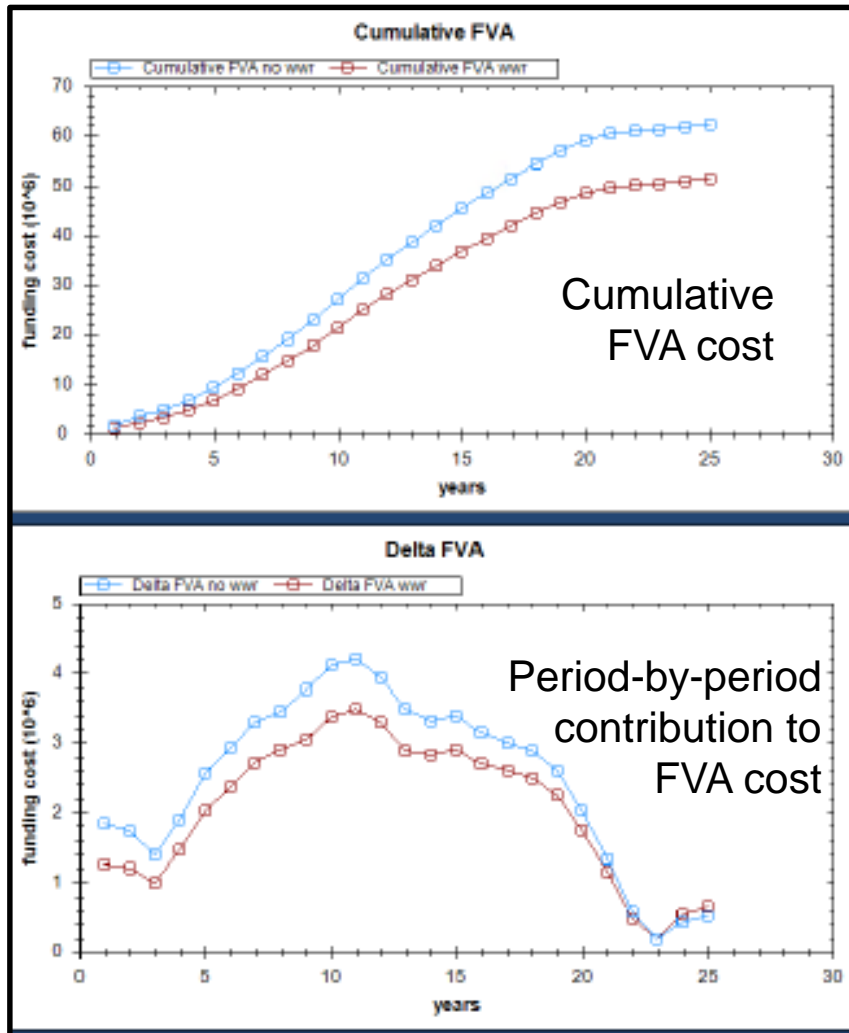 Cumulative FVA
Cumulative FVA no wwr Cumulative FVA wwr
70
60
50
40
30
20
10
0
funding cost (10^6)
0 5 10 15 20 25 30
years
Cumulative
FVA cost
Delta FVA
Delta FVA no wwr Delta FVA wwr
5
4
3
2
1
0
funding cost (10^6)
0 5 10 15 20 25 30
years
Period-by-period
contribution to
FVA cost